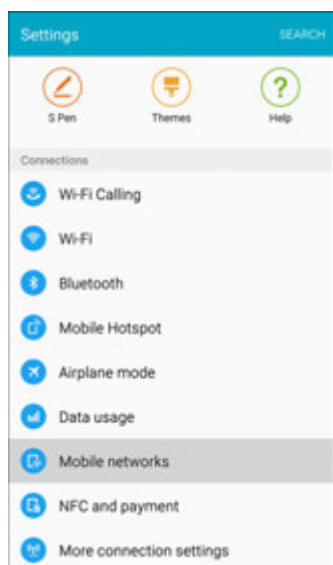 Settings SEARCH
S Pen Themes Help
Connections
Wi-Fi Calling
Wi-Fi
Bluetooth
Mobile Hotspot
Airplane mode
Data usage
Mobile networks
NFC and payment
More connection settings